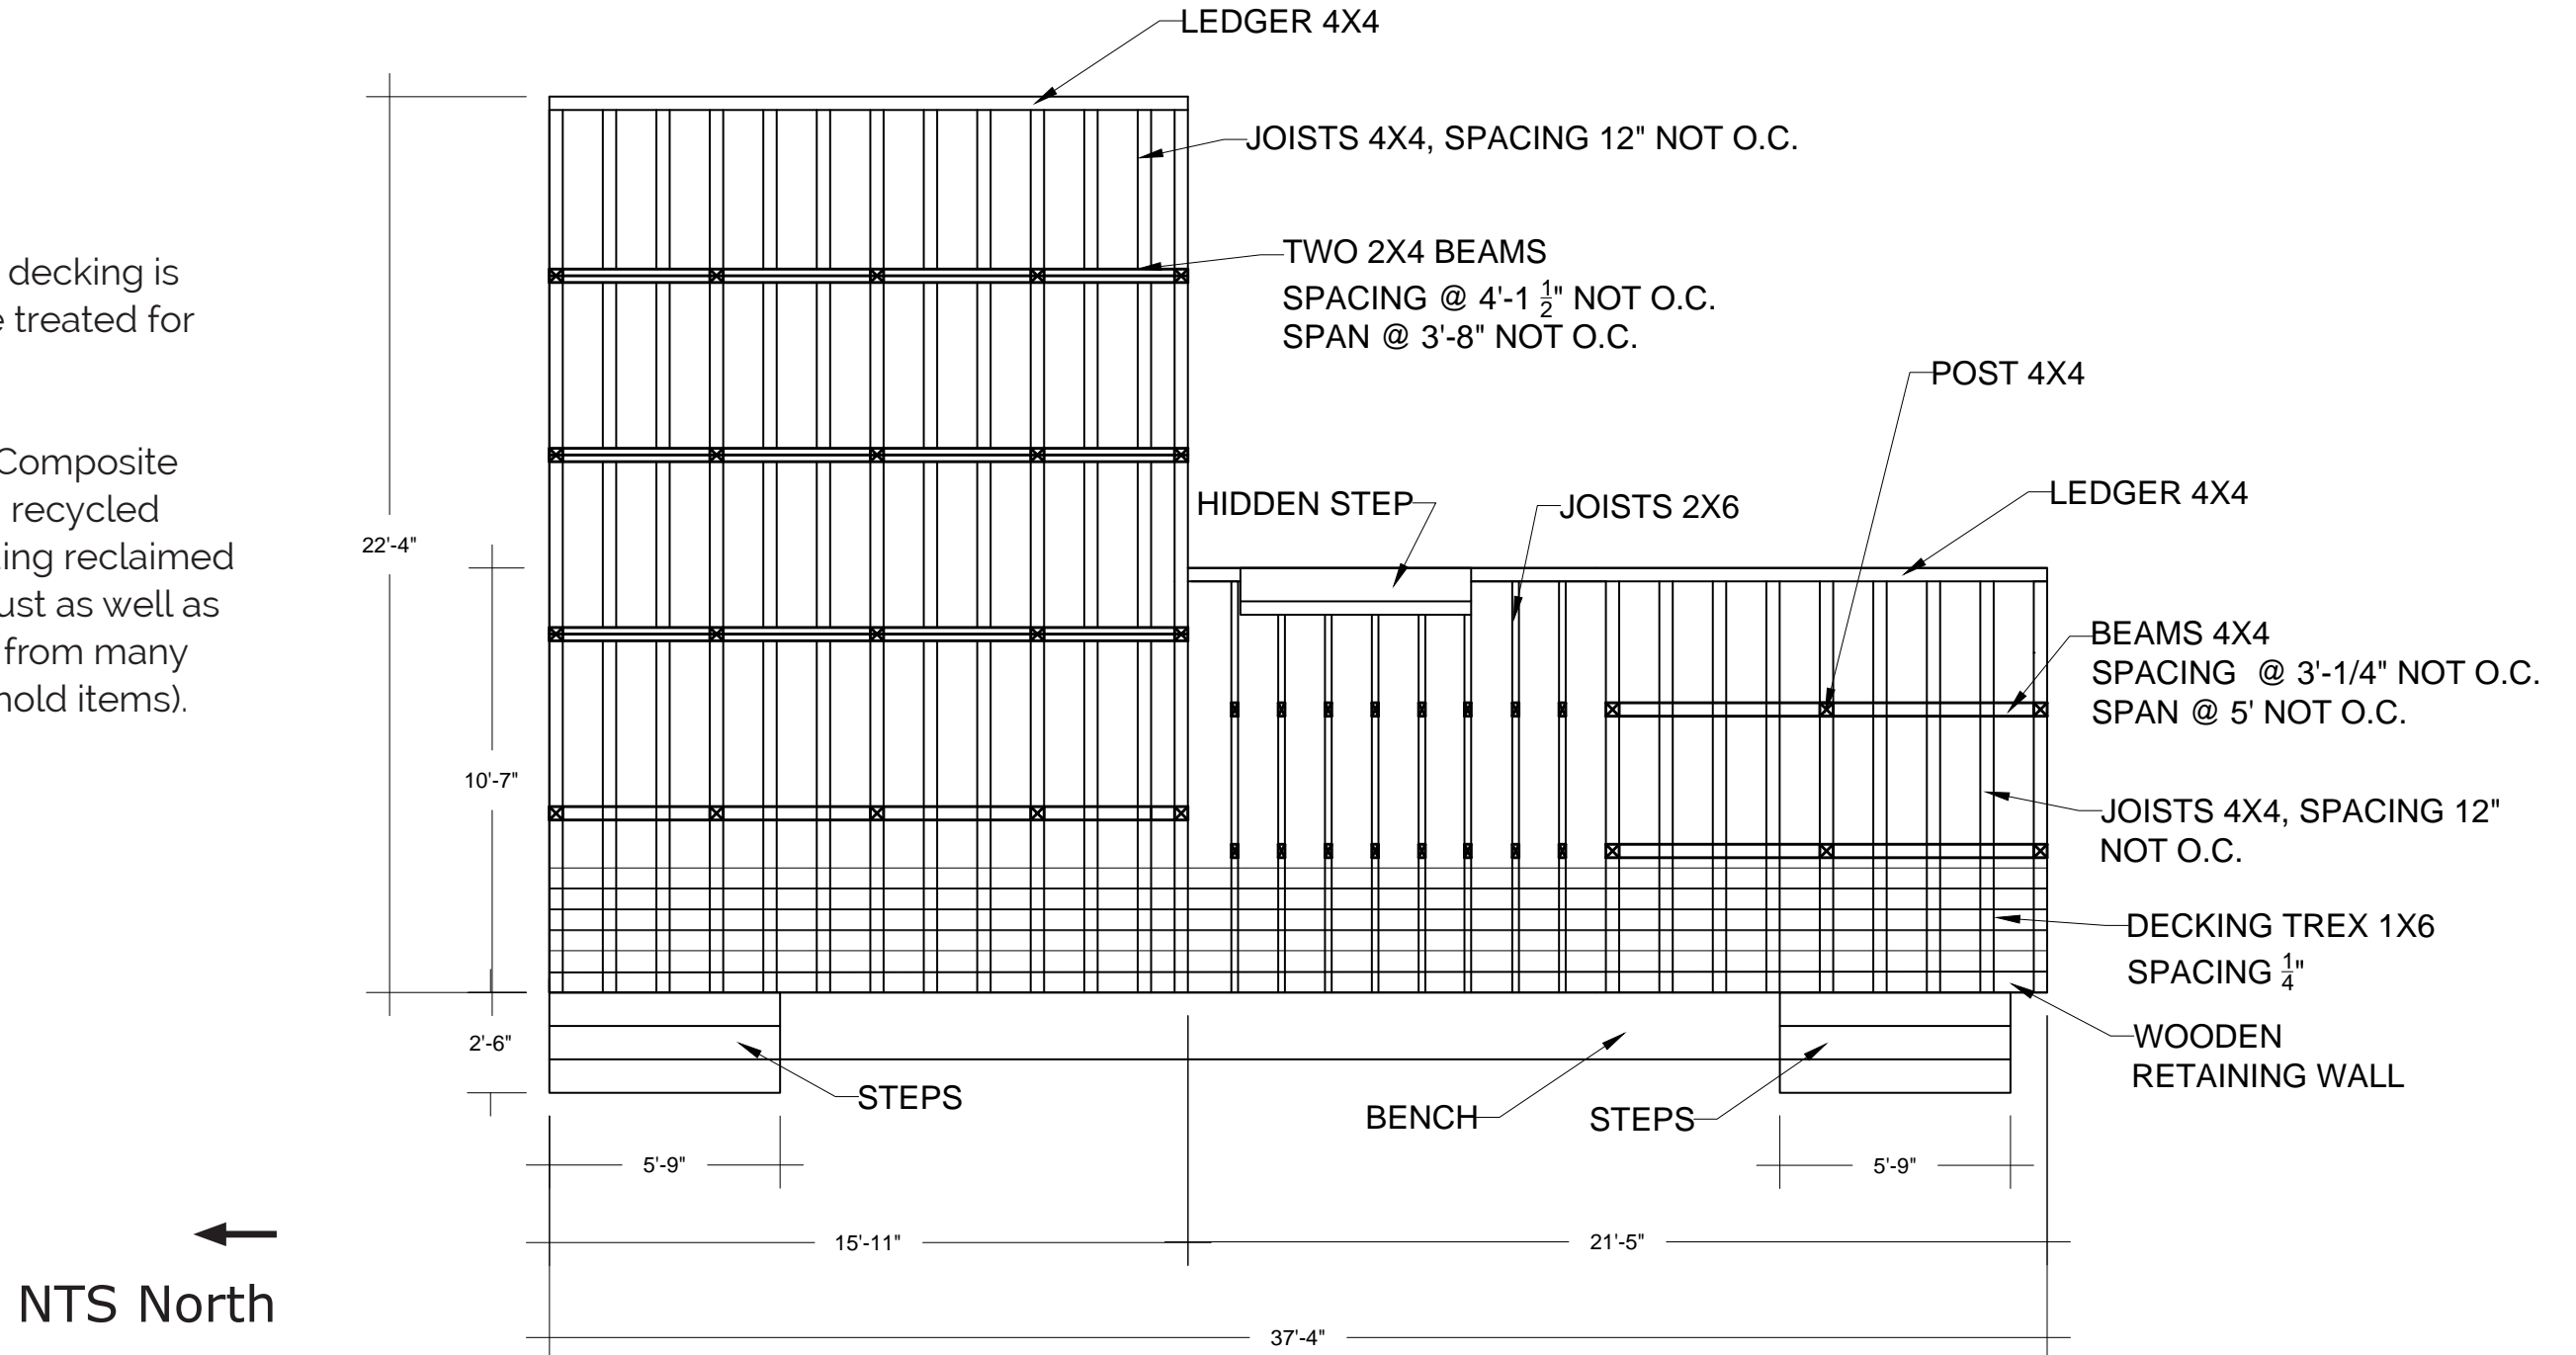 decking is
treated for
Composite
recycled
reclaimed
as well as
from many
items).
LEDGER 4X4
JOISTS 4X4, SPACING 12" NOT O.C.
TWO 2X4 BEAMS
SPACING @ 4'-1 1/2" NOT O.C.
SPAN @ 3'-8" NOT O.C.
POST 4X4
HIDDEN STEP
JOISTS 2X6
LEDGER 4X4
BEAMS 4X4
SPACING @ 3'-1/4" NOT O.C.
SPAN @ 5' NOT O.C.
JOISTS 4X4, SPACING 12"
NOT O.C.
DECKING TREX 1X6
SPACING 1/4"
WOODEN
RETAINING WALL
22'-4"
10'-7"
2'-6"
STEPS
BENCH
STEPS
5'-9"
5'-9"
15'-11"
21'-5"
37'-4"
NTS North